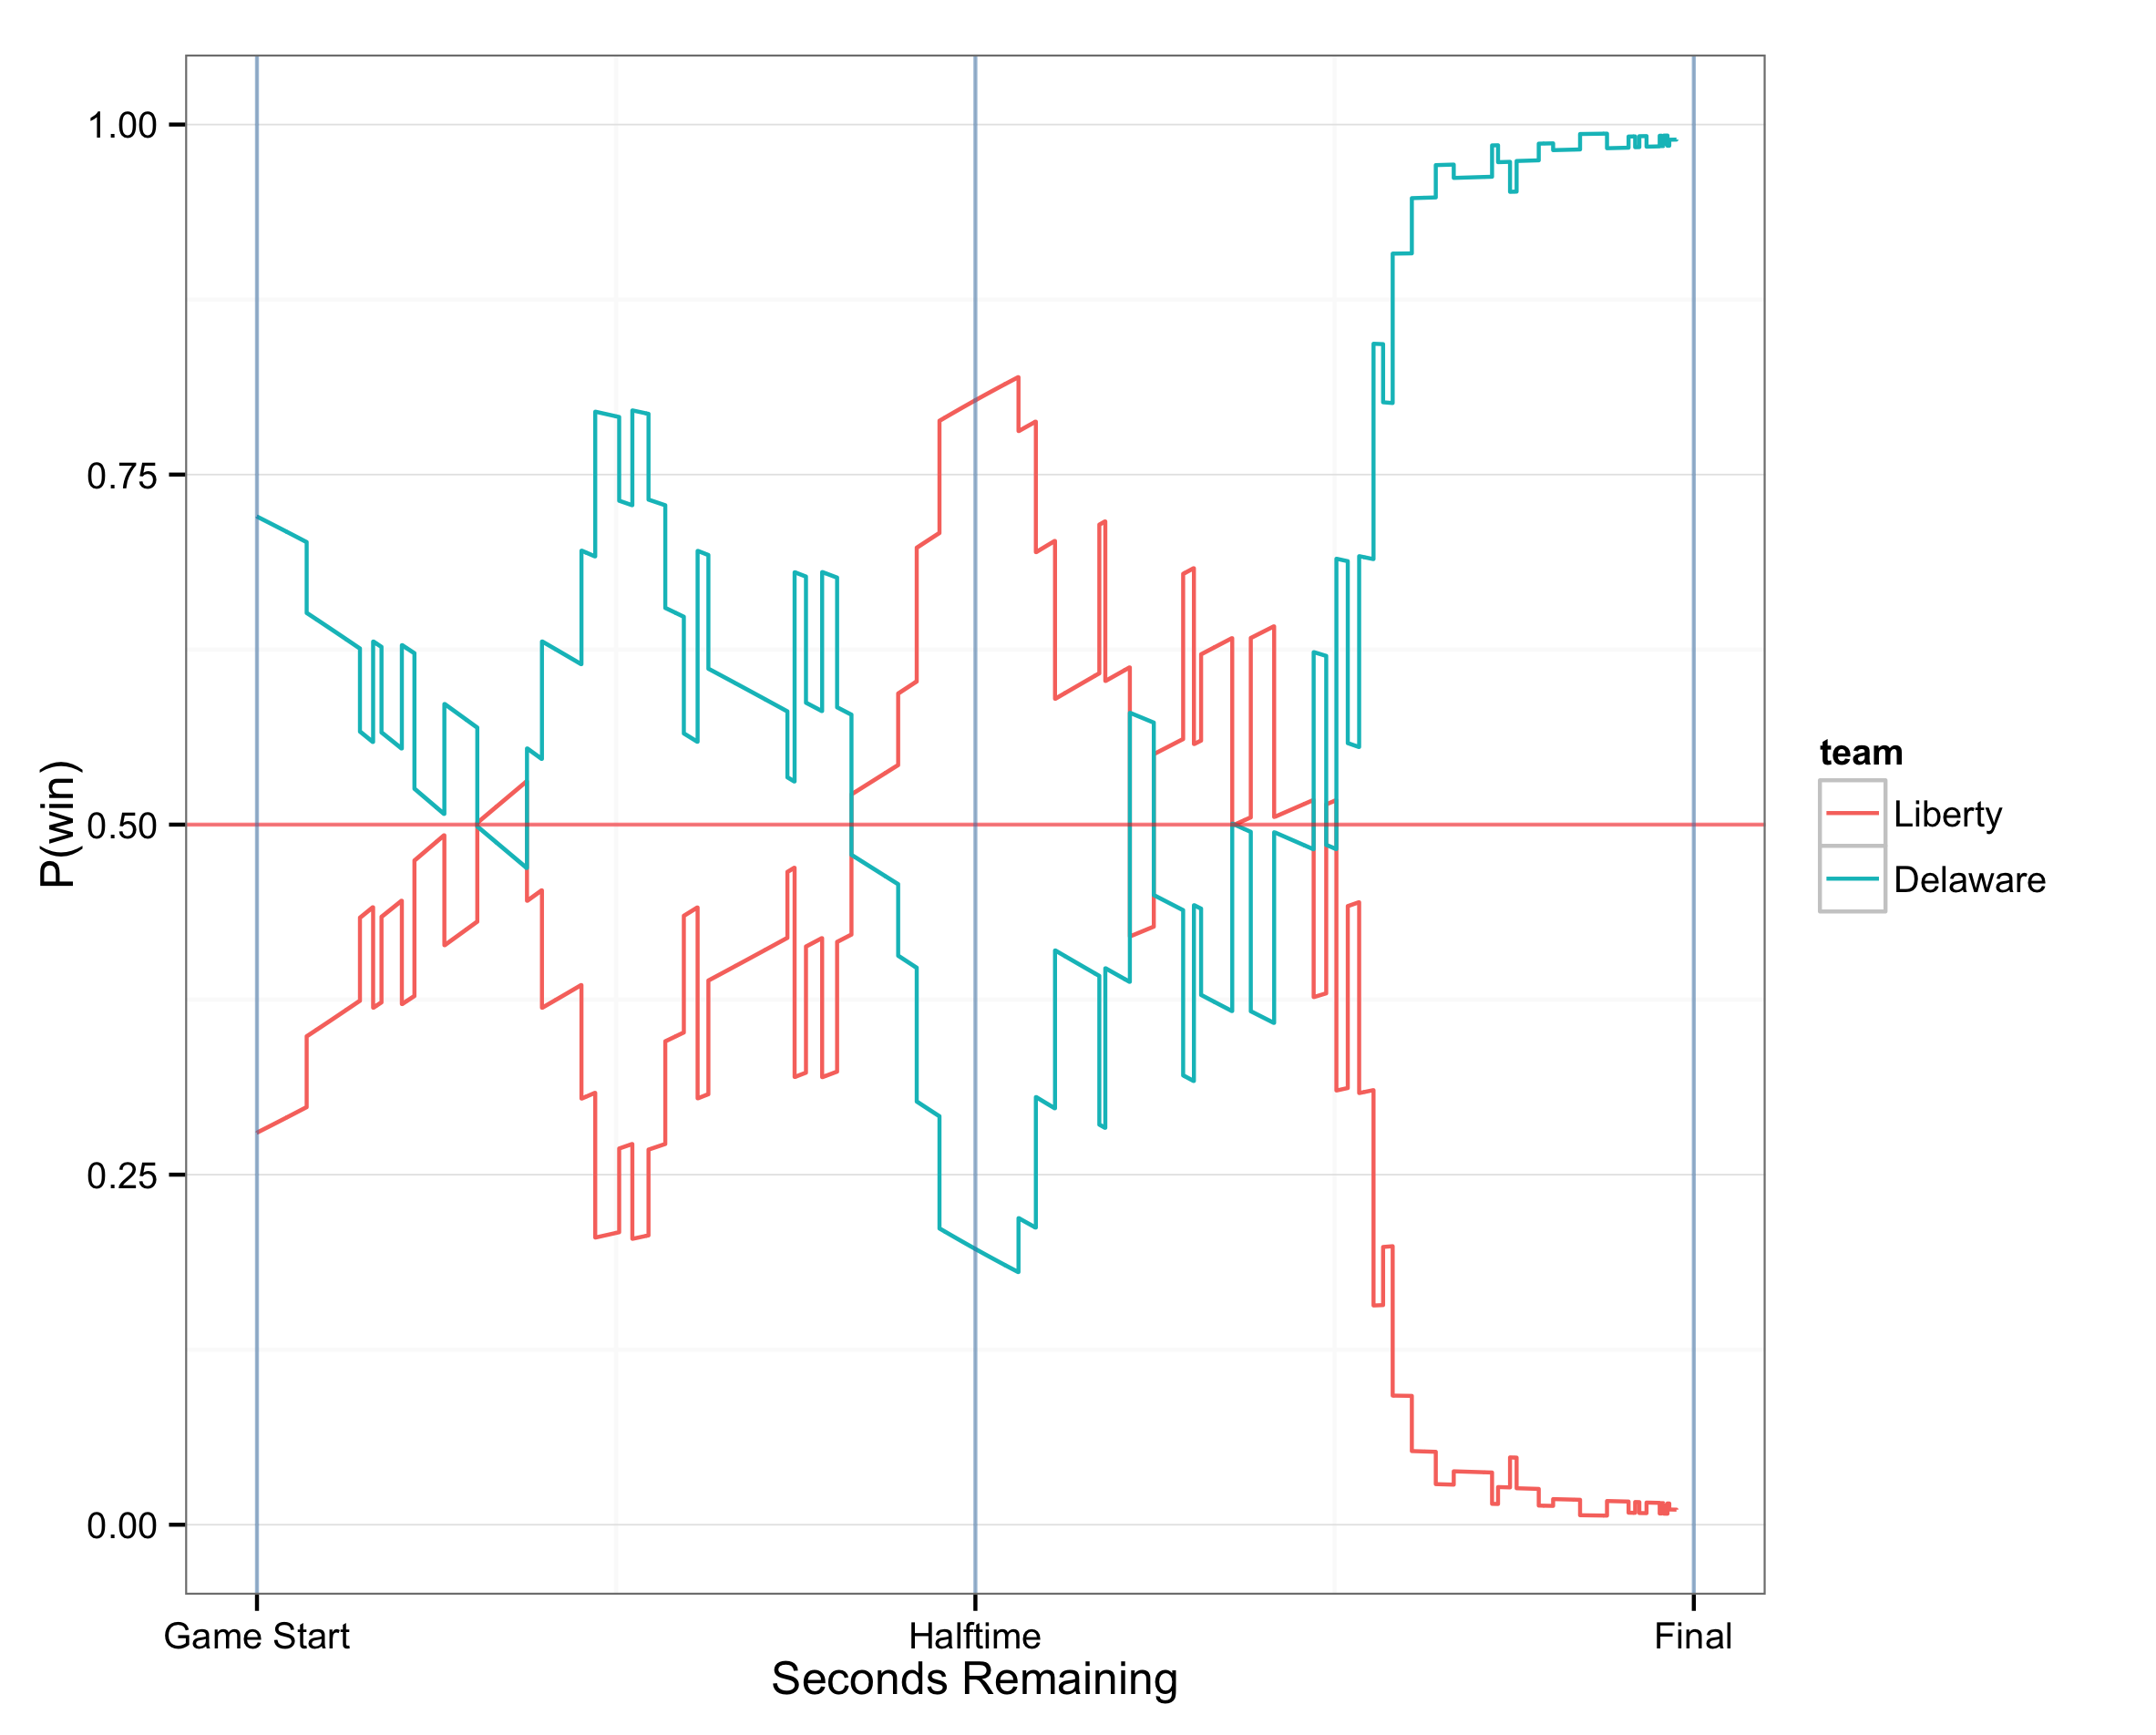 1.00
0.75
0.50
0.25
0.00
P(win)
Game Start
Halftime
Final
Seconds Remaining
team
Liberty
Delaware